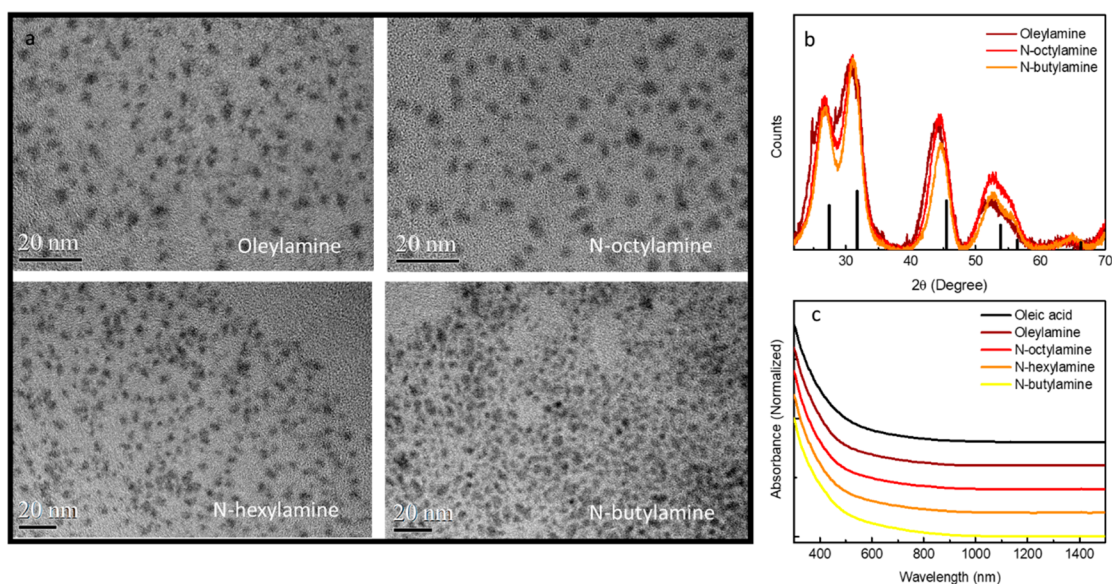 a
20 nm
Oleylamine
20 nm
N-octylamine
20 nm
N-hexylamine
20 nm
N-butylamine
b
Oleylamine
N-octylamine
N-butylamine
Counts
30 40 50 60 70
2θ (Degree)
c
Oleic acid
Oleylamine
N-octylamine
N-hexylamine
N-butylamine
Absorbance (Normalized)
400 600 800 1000 1200 1400
Wavelength (nm)